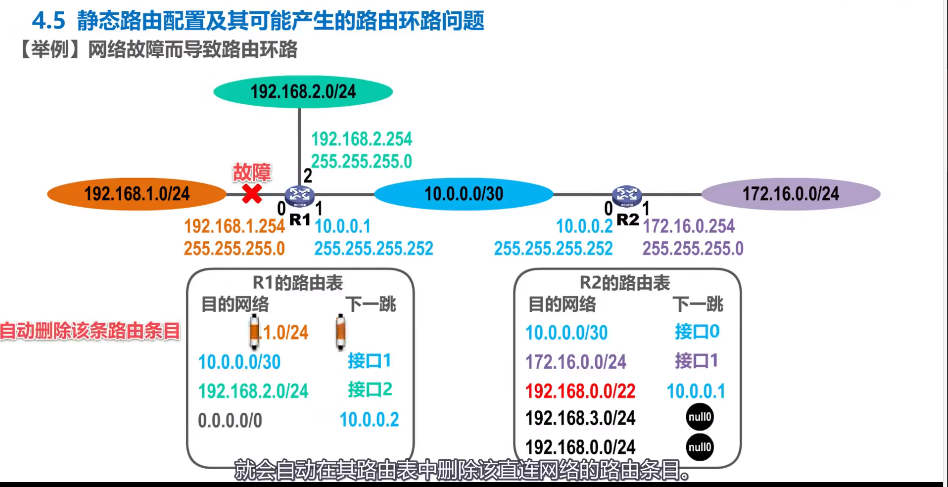 4.5 静态路由配置及其可能产生的路由环路问题
【举例】网络故障而导致路由环路
192.168.2.0/24
192.168.2.254
255.255.255.0
故障
2
192.168.1.0/24
10.0.0.0/30
172.16.0.0/24
0 R1 1
0 R2 1
192.168.1.254
255.255.255.0
10.0.0.1
255.255.255.252
10.0.0.2
255.255.255.252
172.16.0.254
255.255.255.0
R1的路由表
目的网络 下一跳
.1.0/24
10.0.0.0/30 接口1
192.168.2.0/24 接口2
0.0.0.0/0 10.0.0.2
自动删除该条路由条目
R2的路由表
目的网络 下一跳
10.0.0.0/30 接口0
172.16.0.0/24 接口1
192.168.0.0/22 10.0.0.1
192.168.3.0/24 null0
192.168.0.0/24 null0
就会自动在其路由表中删除该直连网络的路由条目。